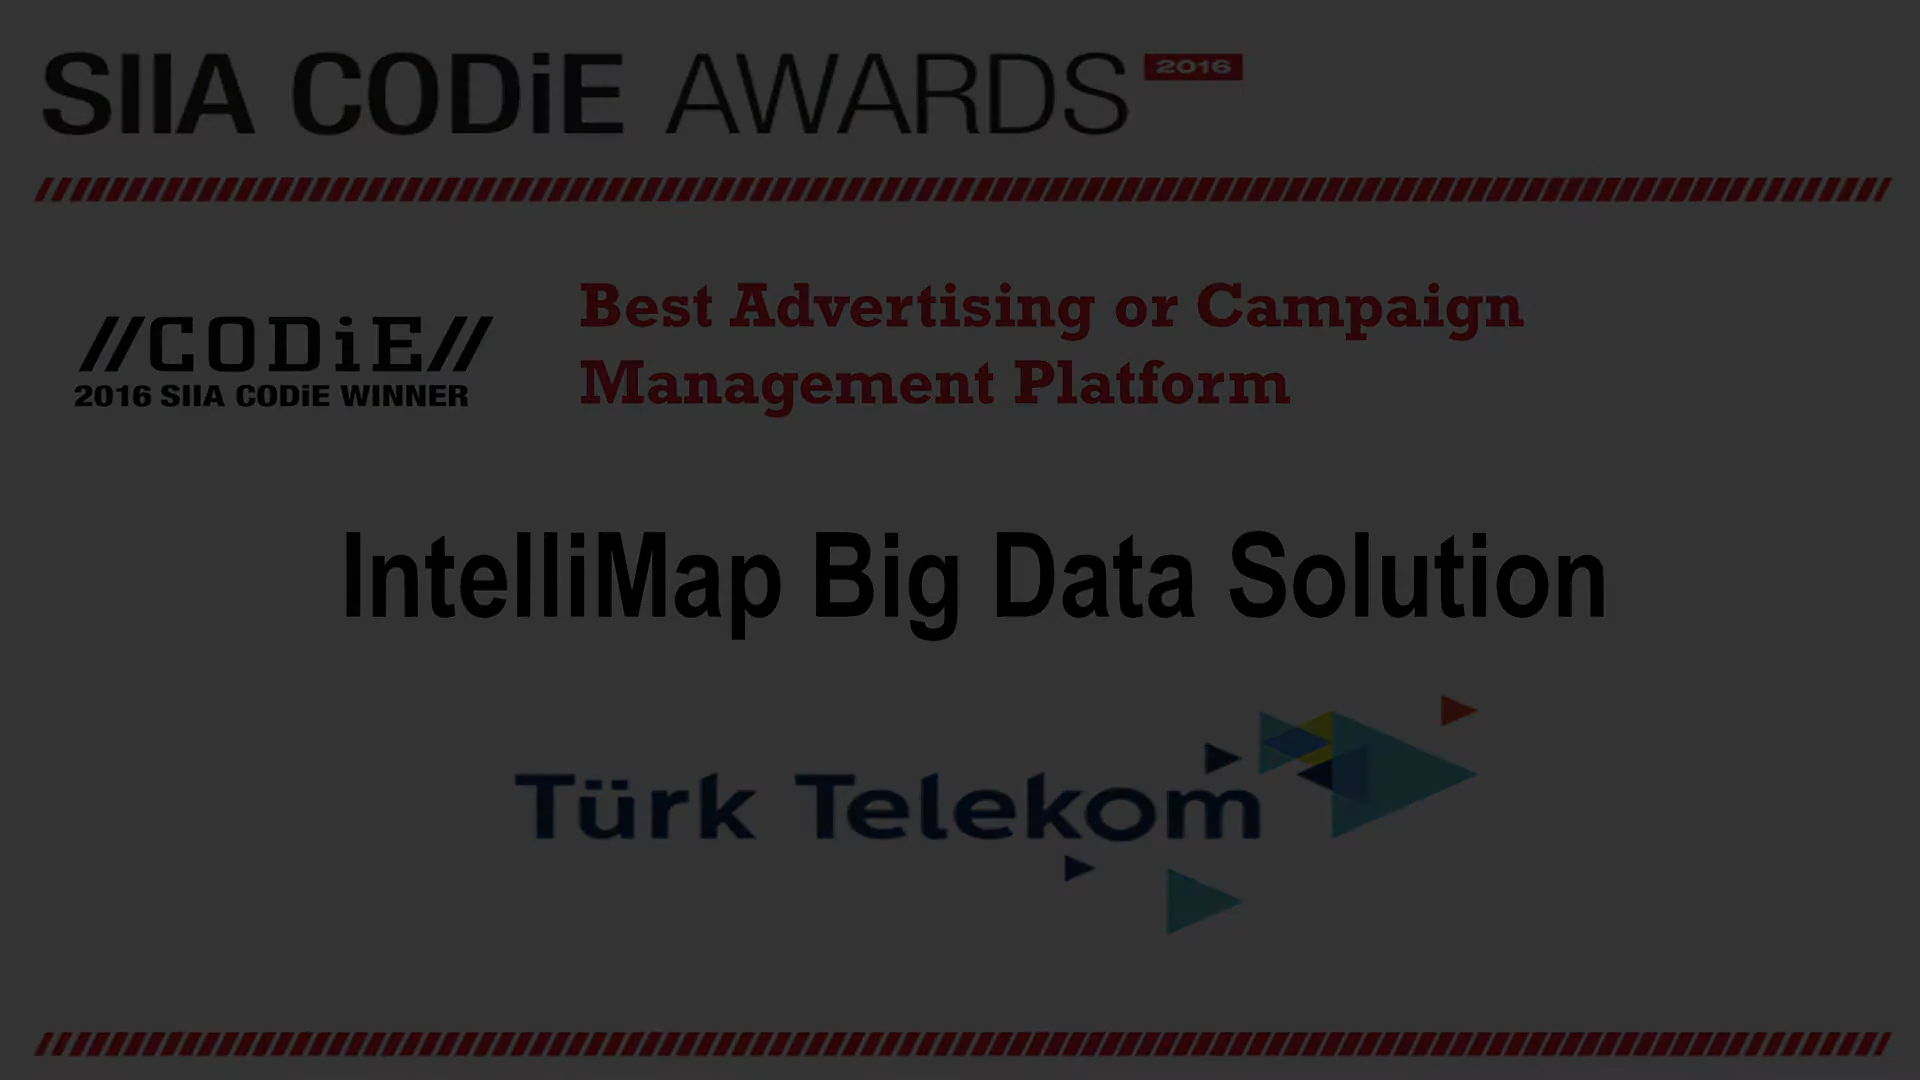 SIIA CODiE AWARDS 2016
//CODiE//
2016 SIIA CODiE WINNER
Best Advertising or Campaign
Management Platform
IntelliMap Big Data Solution
Türk Telekom